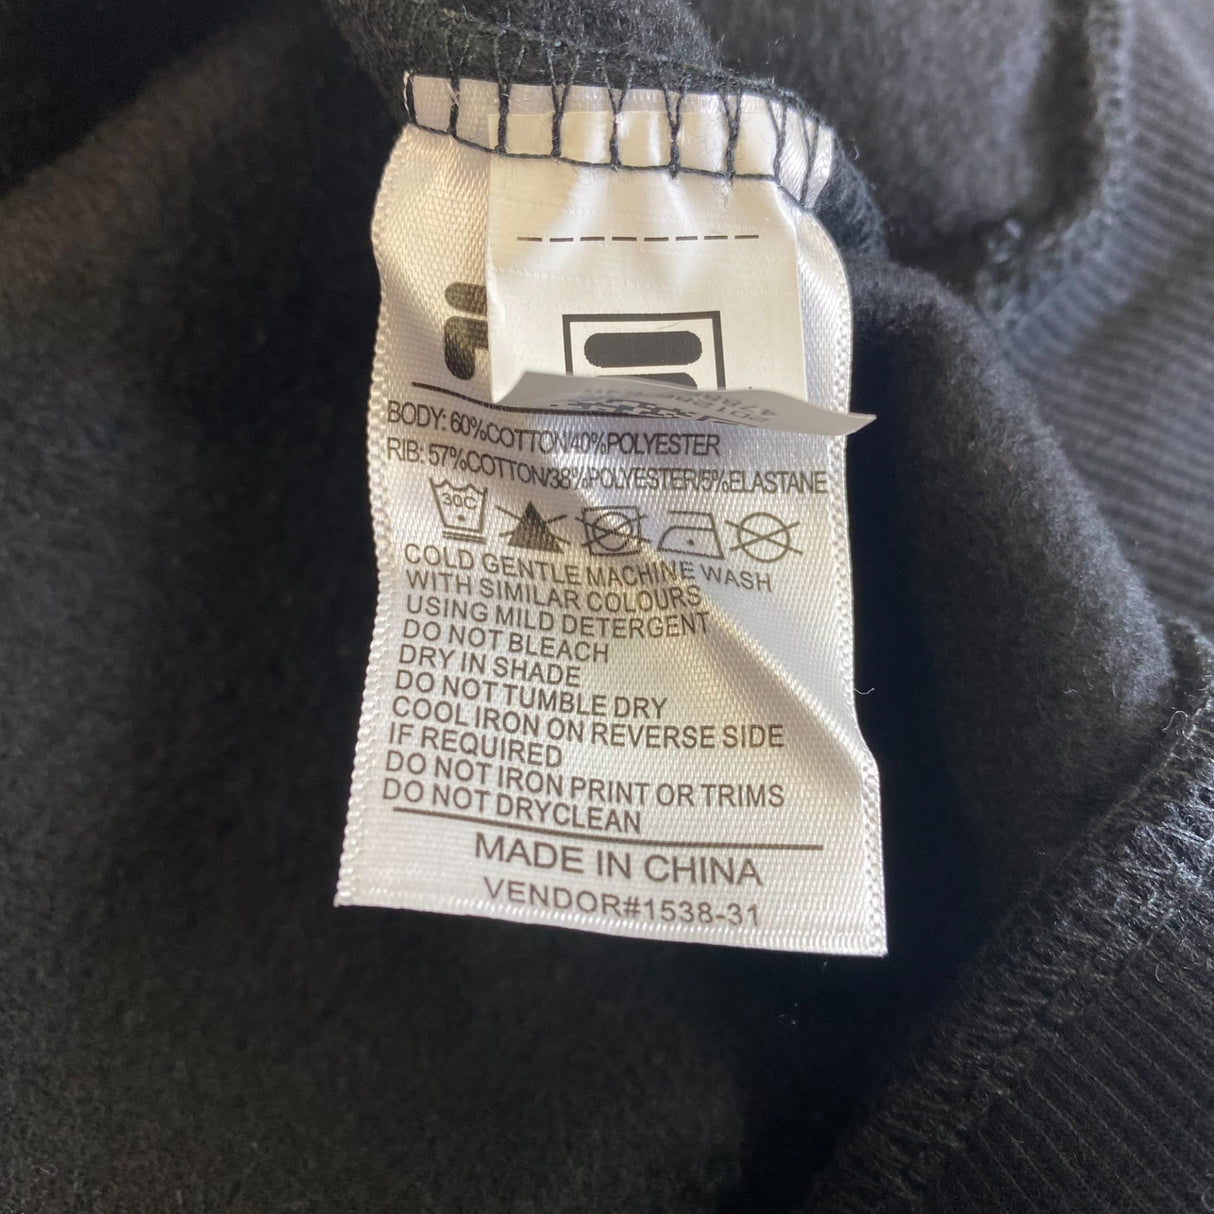 BODY: 60%COTTON/40%POLYESTER
RIB: 57%COTTON/38%POLYESTER/5%ELASTANE
30C
COLD GENTLE MACHINE WASH
WITH SIMILAR COLOURS
USING MILD DETERGENT
DO NOT BLEACH
DRY IN SHADE
DO NOT TUMBLE DRY
COOL IRON ON REVERSE SIDE
IF REQUIRED
DO NOT IRON PRINT OR TRIMS
DO NOT DRYCLEAN
MADE IN CHINA
VENDOR#1538-31